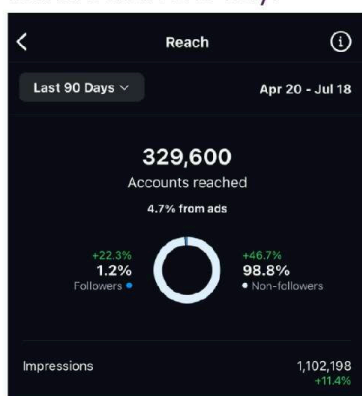 Reach
Last 90 Days
Apr 20 - Jul 18
329,600
Accounts reached
4.7% from ads
+22.3%
1.2%
Followers
+46.7%
98.8%
Non-followers
Impressions
1,102,198
+11.4%